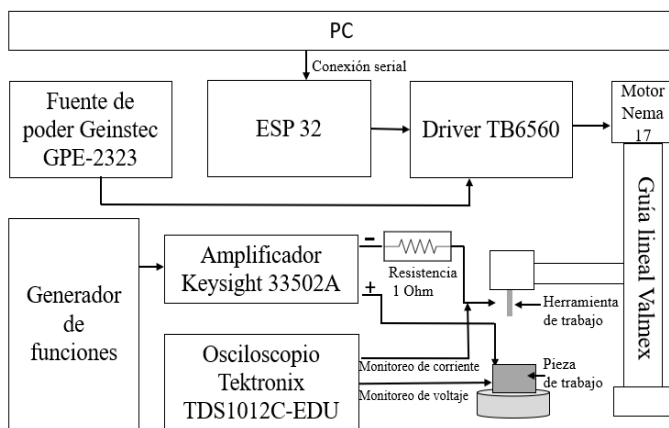 PC
Conexión serial
Fuente de
poder Geinstec
GPE-2323
ESP 32
Driver TB6560
Motor
Nema
17
Guía lineal Valmex
Generador
de
funciones
Amplificador
Keysight 33502A
−
+
Resistencia
1 Ohm
Herramienta
de trabajo
Osciloscopio
Tektronix
TDS1012C-EDU
Monitoreo de corriente
Monitoreo de voltaje
Pieza
de trabajo